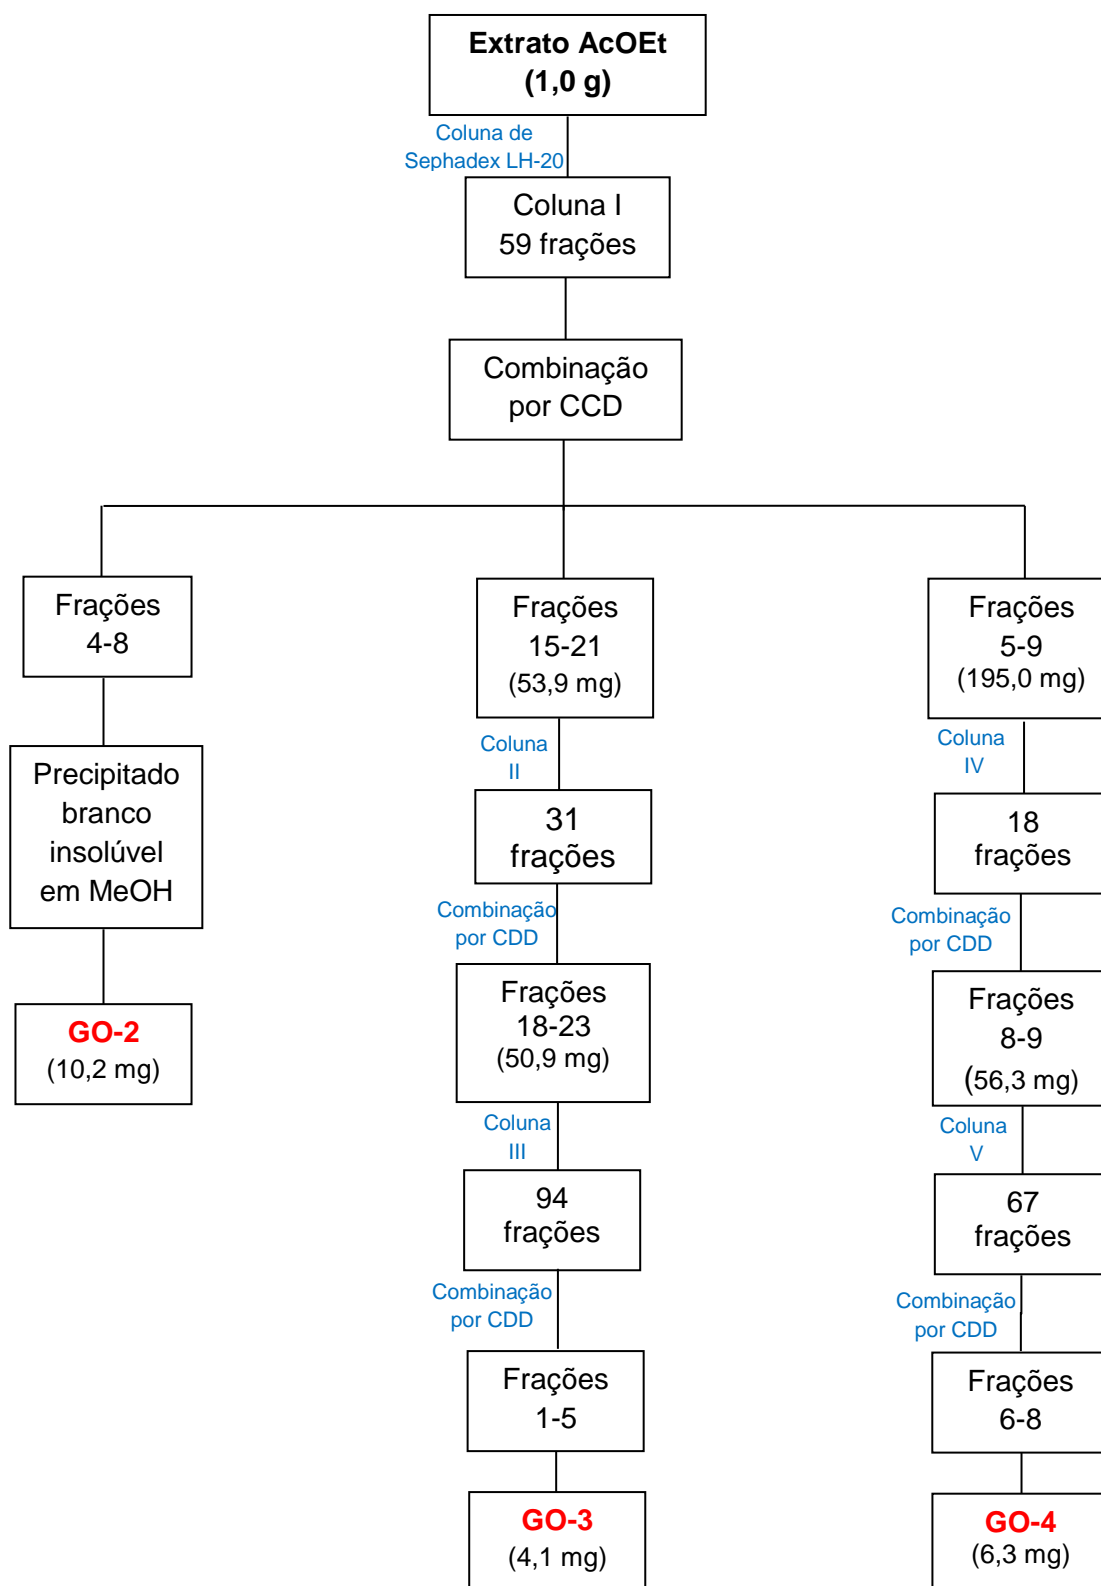 Extrato AcOEt
(1,0 g)
Coluna de
Sephadex LH-20
Coluna I
59 frações
Combinação
por CCD
Frações
4-8
Precipitado
branco
insolúvel
em MeOH
GO-2
(10,2 mg)
Frações
15-21
(53,9 mg)
Coluna
II
31
frações
Combinação
por CDD
Frações
18-23
(50,9 mg)
Coluna
III
94
frações
Combinação
por CDD
Frações
1-5
GO-3
(4,1 mg)
Frações
5-9
(195,0 mg)
Coluna
IV
18
frações
Combinação
por CDD
Frações
8-9
(56,3 mg)
Coluna
V
67
frações
Combinação
por CDD
Frações
6-8
GO-4
(6,3 mg)